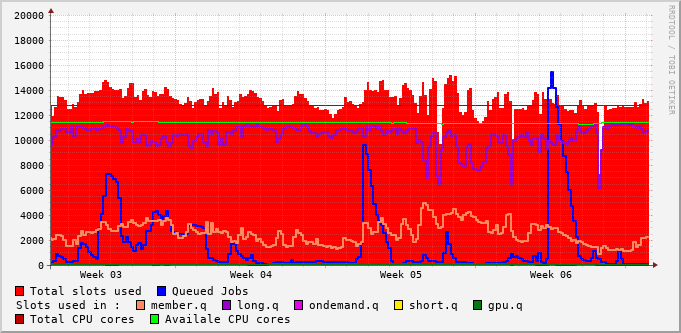 20000
18000
16000
14000
12000
10000
8000
6000
4000
2000
0
Week 03 Week 04 Week 05 Week 06
RRDTOOL / TOBI OETIKER
Total slots used Queued Jobs
Slots used in : member.q long.q ondemand.q short.q gpu.q
Total CPU cores Availale CPU cores